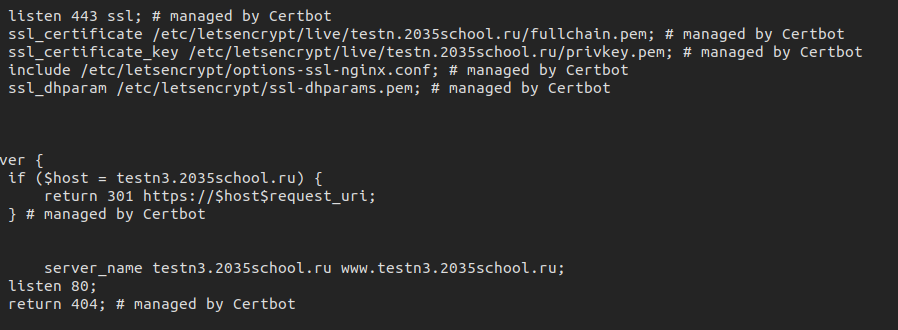 listen 443 ssl; # managed by Certbot
ssl_certificate /etc/letsencrypt/live/testn.2035school.ru/fullchain.pem; # managed by Certbot
ssl_certificate_key /etc/letsencrypt/live/testn.2035school.ru/privkey.pem; # managed by Certbot
include /etc/letsencrypt/options-ssl-nginx.conf; # managed by Certbot
ssl_dhparam /etc/letsencrypt/ssl-dhparams.pem; # managed by Certbot
ver {
if ($host = testn3.2035school.ru) {
return 301 https://$host$request_uri;
} # managed by Certbot
server_name testn3.2035school.ru www.testn3.2035school.ru;
listen 80;
return 404; # managed by Certbot